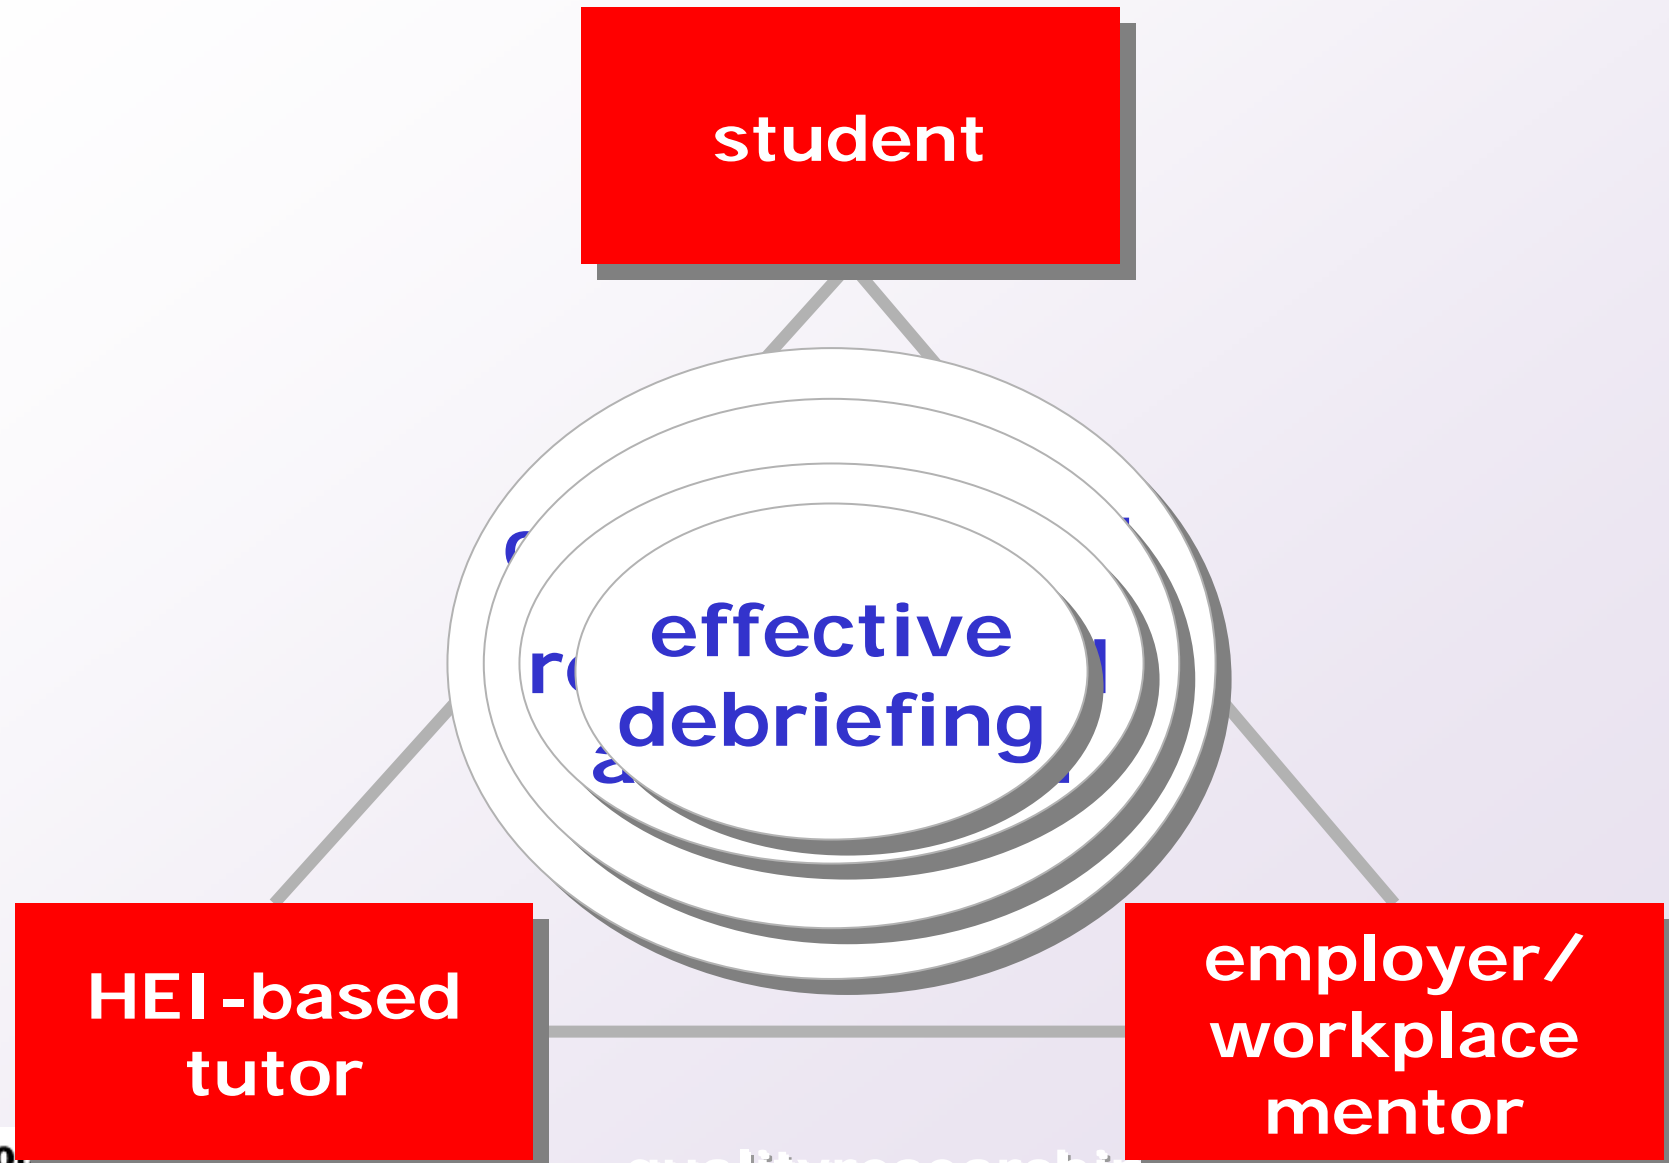 student
effective
debriefing
HEI-based
tutor
employer/
workplace
mentor